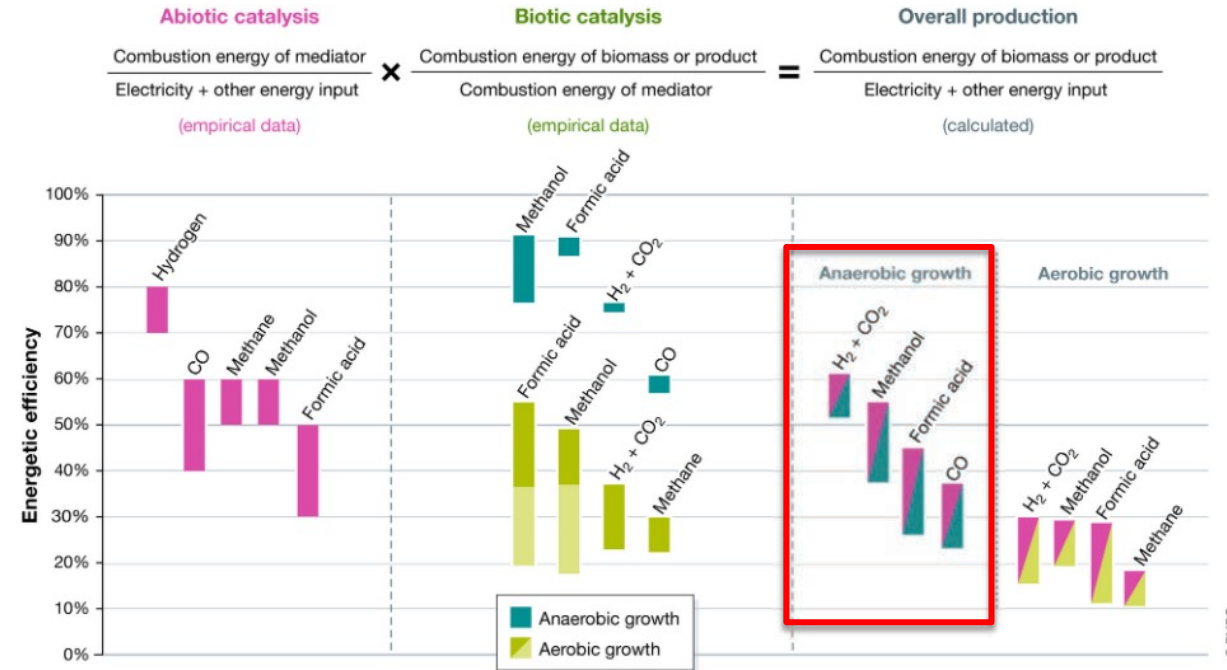 Abiotic catalysis
Combustion energy of mediator
Electricity + other energy input
(empirical data)
×
Biotic catalysis
Combustion energy of biomass or product
Combustion energy of mediator
(empirical data)
=
Overall production
Combustion energy of biomass or product
Electricity + other energy input
(calculated)
Energetic efficiency
100%
90%
80%
70%
60%
50%
40%
30%
20%
10%
0%
Hydrogen
CO
Methane
Methanol
Formic acid
Methanol
Formic acid
H₂ + CO₂
CO
Formic acid
Methanol
H₂ + CO₂
Methane
Anaerobic growth
Aerobic growth
Anaerobic growth
H₂ + CO₂
Methanol
Formic acid
CO
Aerobic growth
H₂ + CO₂
Methanol
Formic acid
Methane